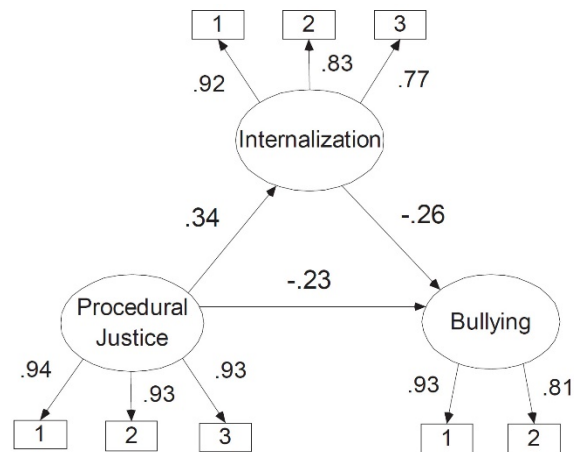 1 2 3
.92 .83 .77
Internalization
.34 -.26
-.23
Procedural
Justice
Bullying
.94 .93 .93 .93 .81
1 2 3 1 2